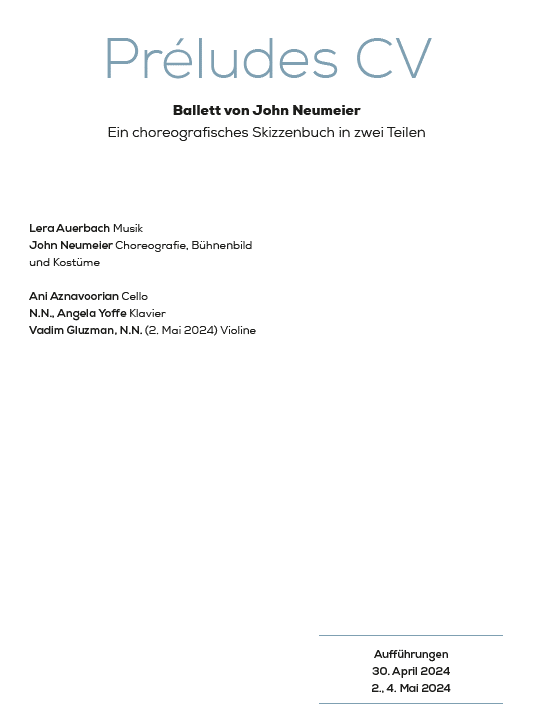 Préludes CV
Ballett von John Neumeier
Ein choreografisches Skizzenbuch in zwei Teilen
Lera Auerbach Musik
John Neumeier Choreografie, Bühnenbild
und Kostüme
Ani Aznavoorian Cello
N.N., Angela Yoffe Klavier
Vadim Gluzman, N.N. (2. Mai 2024) Violine
Aufführungen
30. April 2024
2., 4. Mai 2024